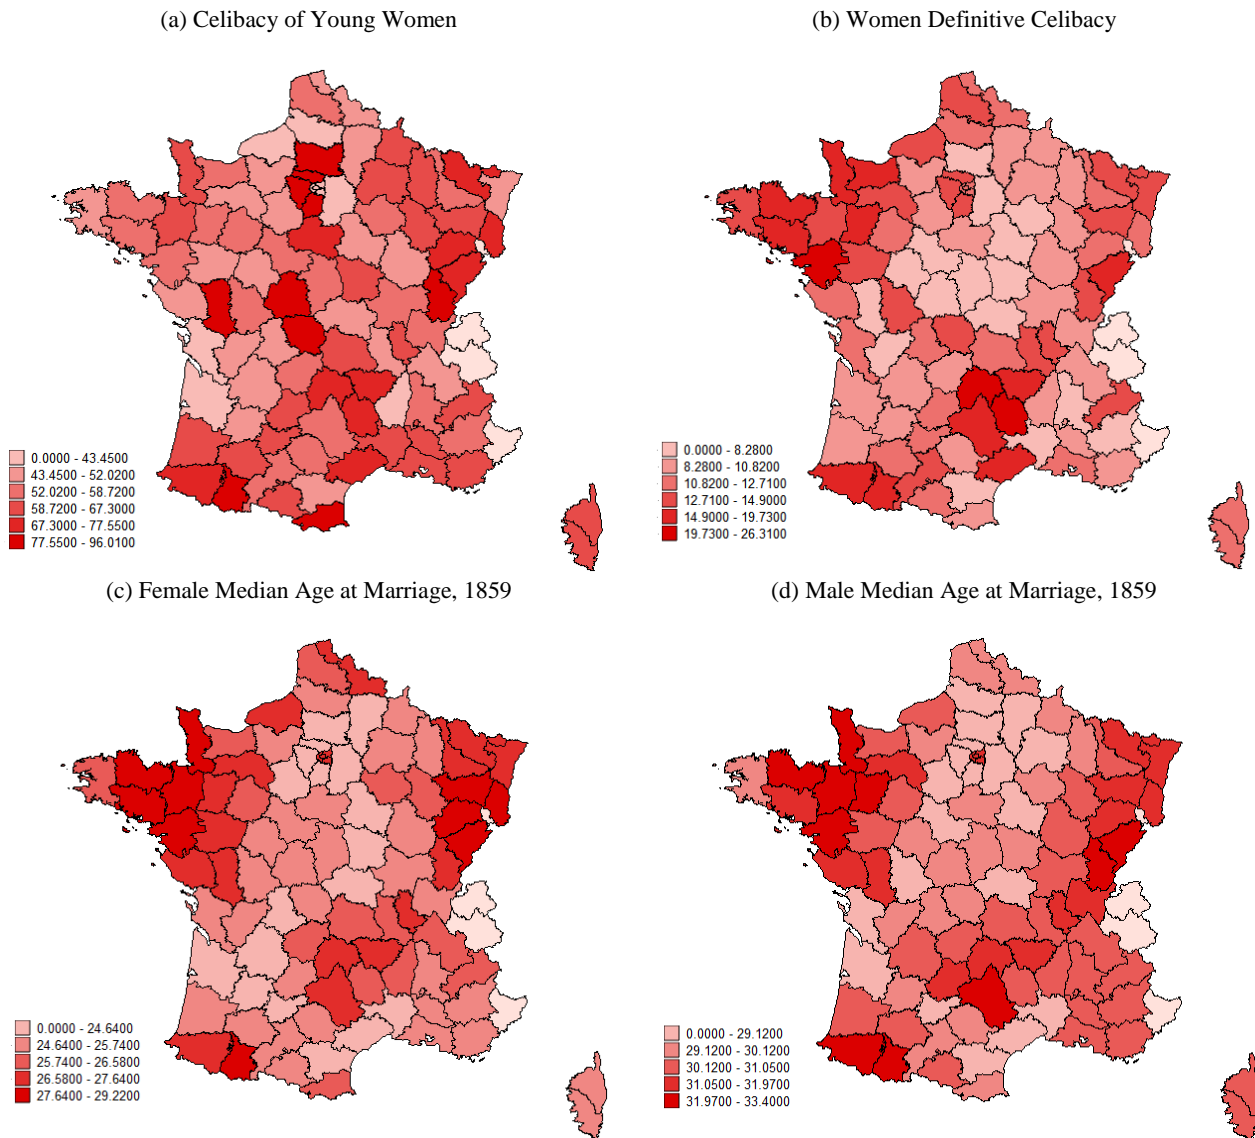 (a) Celibacy of Young Women
(b) Women Definitive Celibacy
0.0000 - 43.4500
43.4500 - 52.0200
52.0200 - 58.7200
58.7200 - 67.3000
67.3000 - 77.5500
77.5500 - 96.0100
0.0000 - 8.2800
8.2800 - 10.8200
10.8200 - 12.7100
12.7100 - 14.9000
14.9000 - 19.7300
19.7300 - 26.3100
(c) Female Median Age at Marriage, 1859
(d) Male Median Age at Marriage, 1859
0.0000 - 24.6400
24.6400 - 25.7400
25.7400 - 26.5800
26.5800 - 27.6400
27.6400 - 29.2200
0.0000 - 29.1200
29.1200 - 30.1200
30.1200 - 31.0500
31.0500 - 31.9700
31.9700 - 33.4000